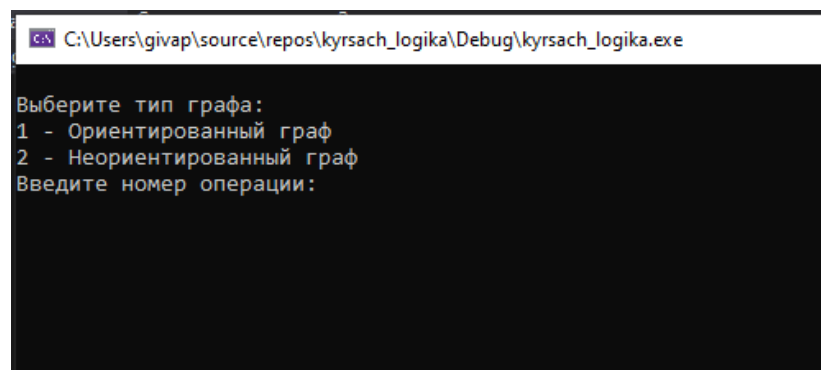 C:\Users\givap\source\repos\kyrsach_logika\Debug\kyrsach_logika.exe
Выберите тип графа:
1 - Ориентированный граф
2 - Неориентированный граф
Введите номер операции: